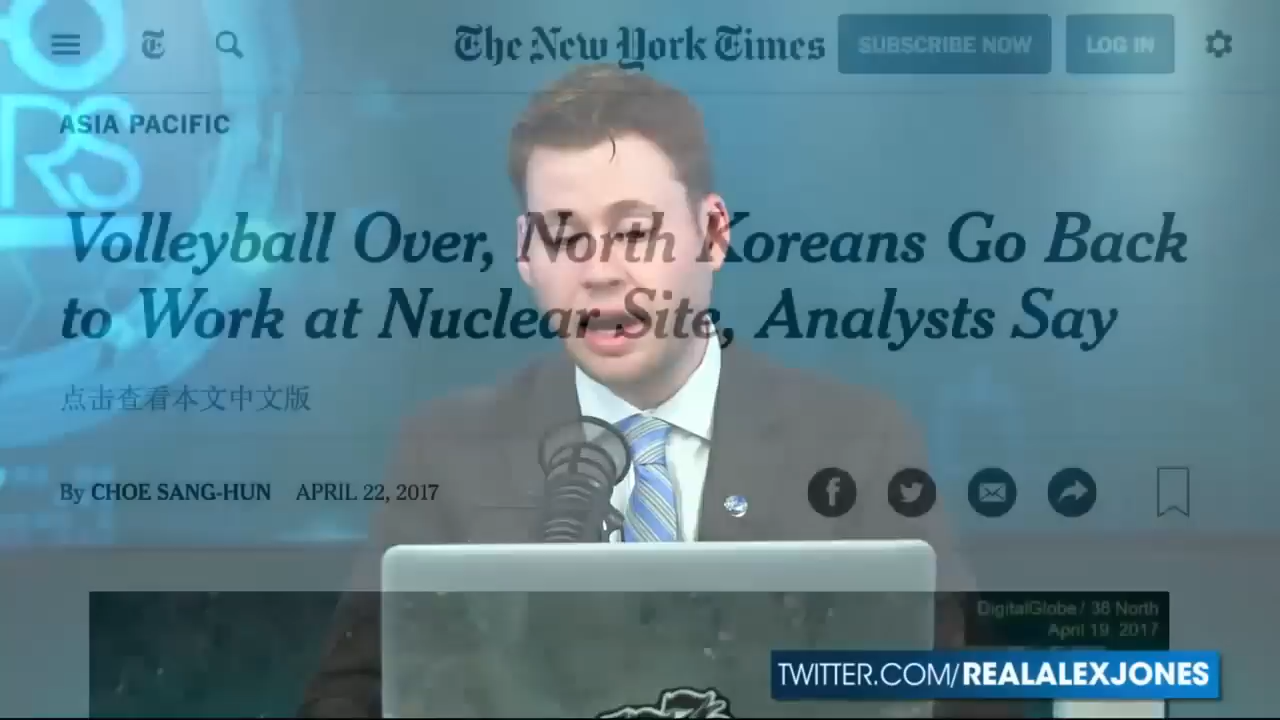 The New York Times
SUBSCRIBE NOW
LOG IN
RS
ASIA PACIFIC
Volleyball Over, North Koreans Go Back
to Work at Nuclear Site, Analysts Say
点击查看本文中文版
By CHOE SANG-HUN APRIL 22, 2017
DigitalGlobe / 38 North
April 19, 2017
TWITTER.COM/REALALEXJONES